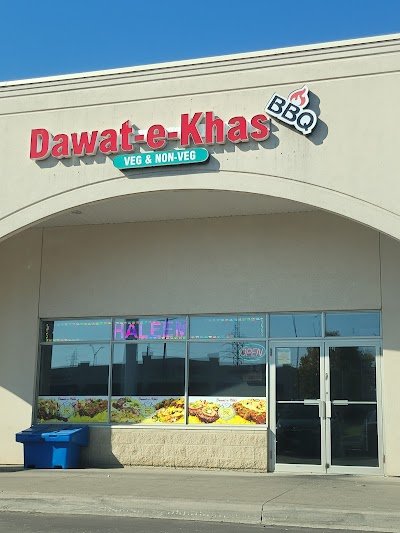 Dawat-e-Khas
BBQ
VEG & NON-VEG
HALEEM
OPEN